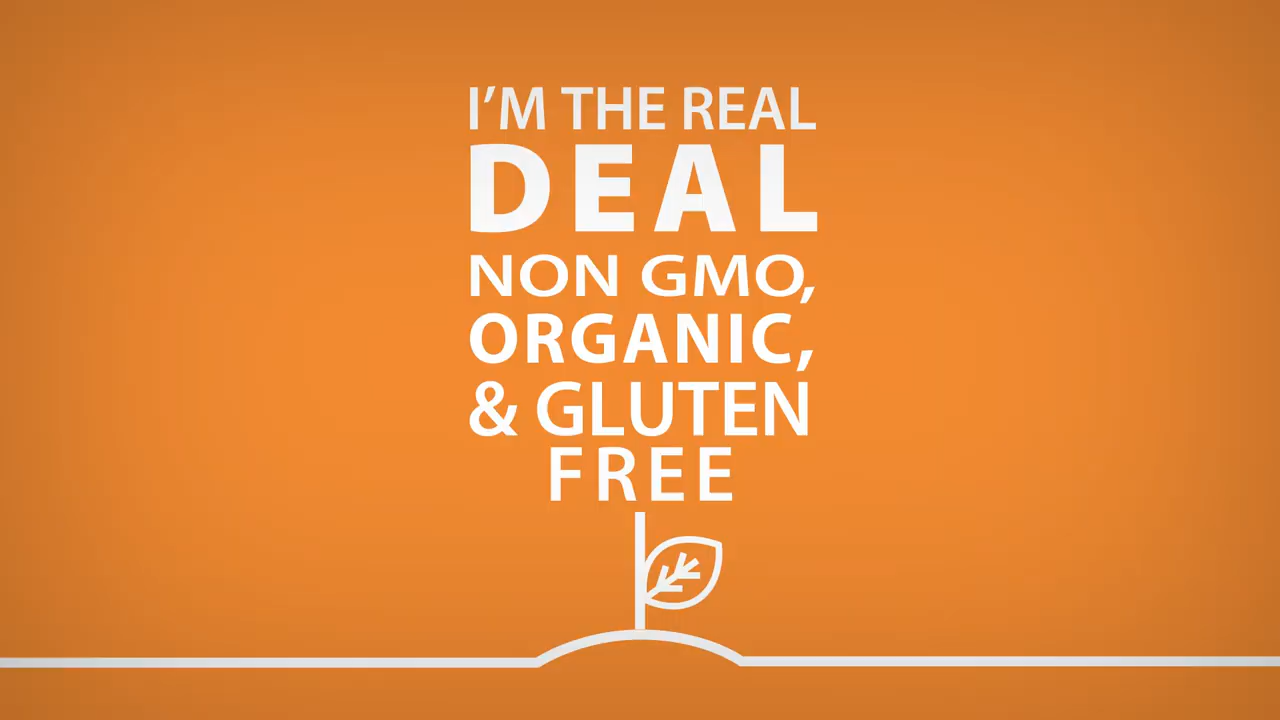 I’M THE REAL
DEAL
NON GMO,
ORGANIC,
& GLUTEN
FREE